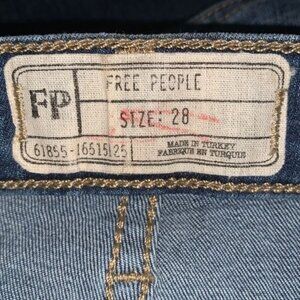 FP
FREE PEOPLE
SIZE: 28
61855-16515125
MADE IN TURKEY
FABRIQUE EN TURQUIE